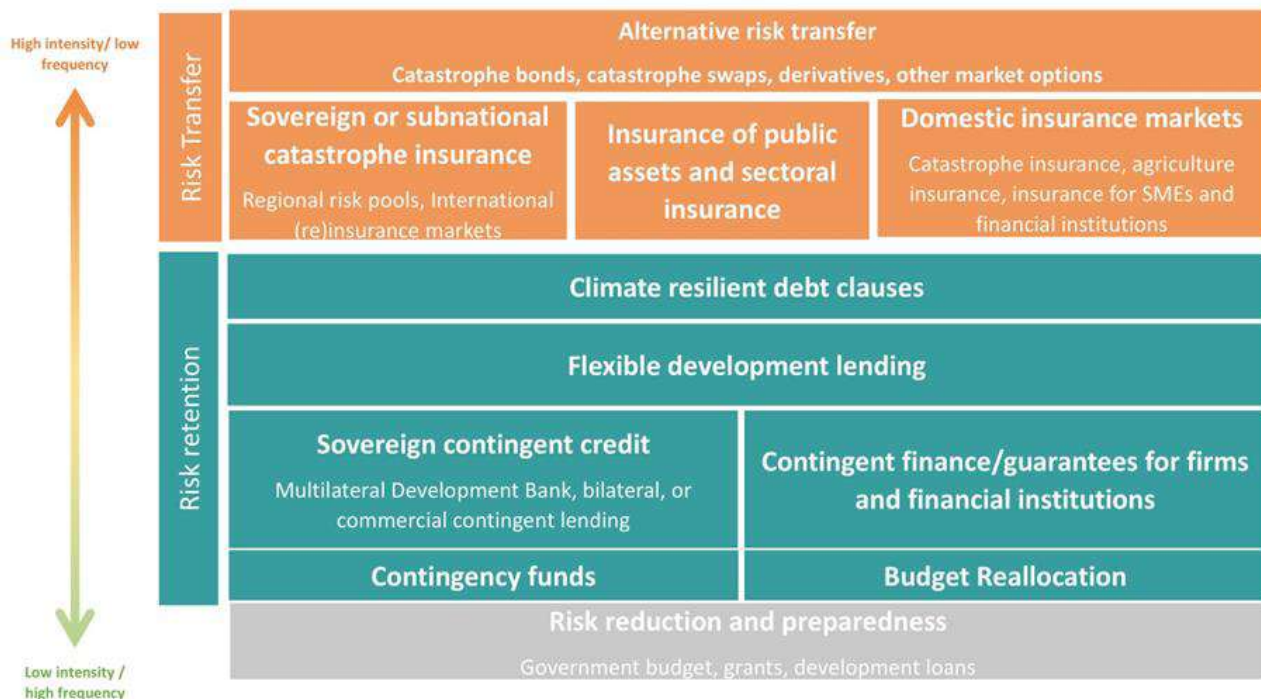 High intensity/ low
frequency
Risk Transfer
Alternative risk transfer
Catastrophe bonds, catastrophe swaps, derivatives, other market options
Sovereign or subnational
catastrophe insurance
Regional risk pools, International
(re)insurance markets
Insurance of public
assets and sectoral
insurance
Domestic insurance markets
Catastrophe insurance, agriculture
insurance, insurance for SMEs and
financial institutions
Risk retention
Climate resilient debt clauses
Flexible development lending
Sovereign contingent credit
Multilateral Development Bank, bilateral, or
commercial contingent lending
Contingent finance/guarantees for firms
and financial institutions
Contingency funds
Budget Reallocation
Risk reduction and preparedness
Government budget, grants, development loans
Low intensity /
high frequency